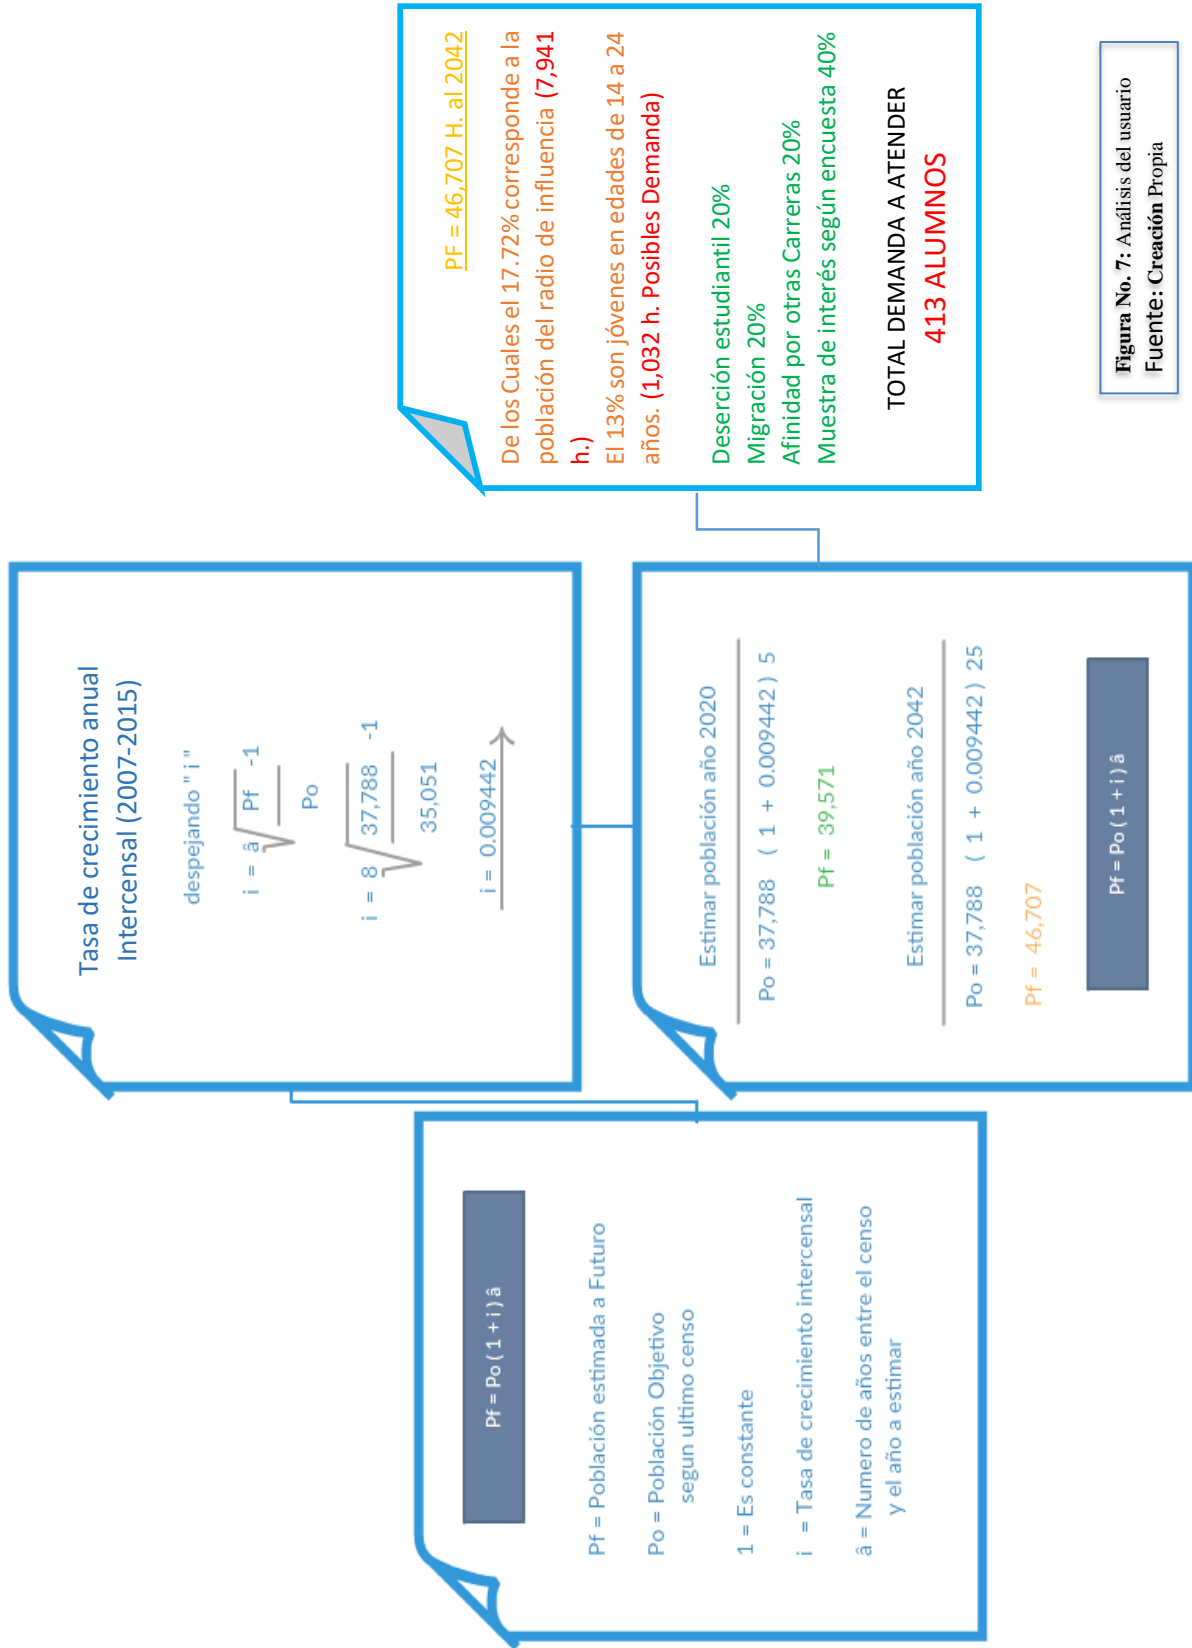 Pf = Po ( 1 + i ) â
Pf = Población estimada a Futuro
Po = Población Objetivo
segun ultimo censo
1 = Es constante
i = Tasa de crecimiento intercensal
â = Numero de años entre el censo
y el año a estimar
Tasa de crecimiento anual
Intercensal (2007-2015)
despejando " i "
i = â √ Pf -1
Po
i = 8 √ 37,788 -1
35,051
i = 0.009442
Estimar población año 2020
Po = 37,788 ( 1 + 0.009442 ) 5
Pf = 39,571
Estimar población año 2042
Po = 37,788 ( 1 + 0.009442 ) 25
Pf = 46,707
Pf = Po ( 1 + i ) â
PF = 46,707 H. al 2042
De los Cuales el 17.72% corresponde a la
población del radio de influencia (7,941
h.)
El 13% son jóvenes en edades de 14 a 24
años. (1,032 h. Posibles Demanda)
Deserción estudiantil 20%
Migración 20%
Afinidad por otras Carreras 20%
Muestra de interés según encuesta 40%
TOTAL DEMANDA A ATENDER
413 ALUMNOS
Figura No. 7: Análisis del usuario
Fuente: Creación Propia